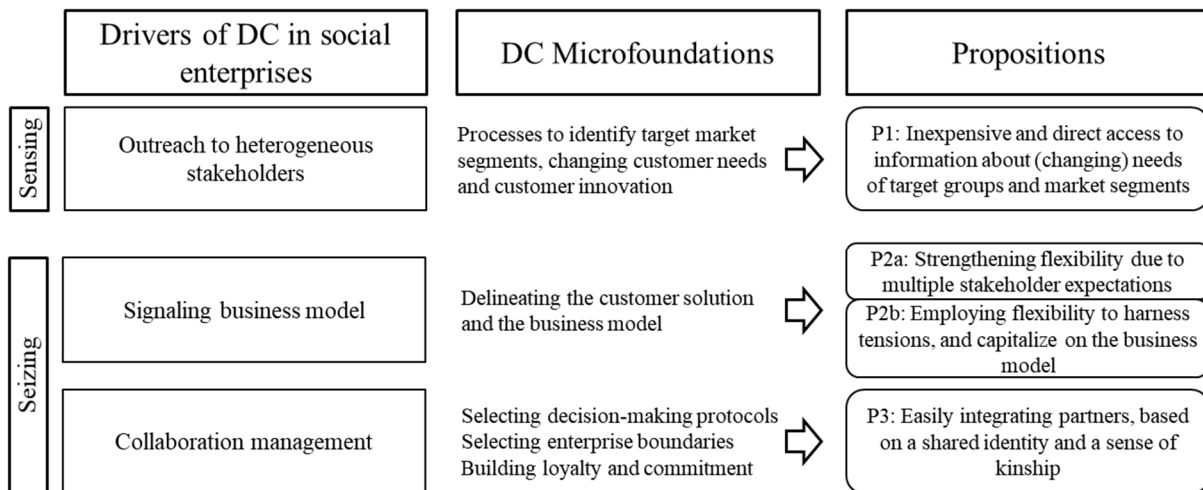 Drivers of DC in social
enterprises
DC Microfoundations
Propositions
Sensing
Outreach to heterogeneous
stakeholders
Processes to identify target market
segments, changing customer needs
and customer innovation
P1: Inexpensive and direct access to
information about (changing) needs
of target groups and market segments
Seizing
Signaling business model
Delineating the customer solution
and the business model
P2a: Strengthening flexibility due to
multiple stakeholder expectations
P2b: Employing flexibility to harness
tensions, and capitalize on the business
model
Collaboration management
Selecting decision-making protocols
Selecting enterprise boundaries
Building loyalty and commitment
P3: Easily integrating partners, based
on a shared identity and a sense of
kinship